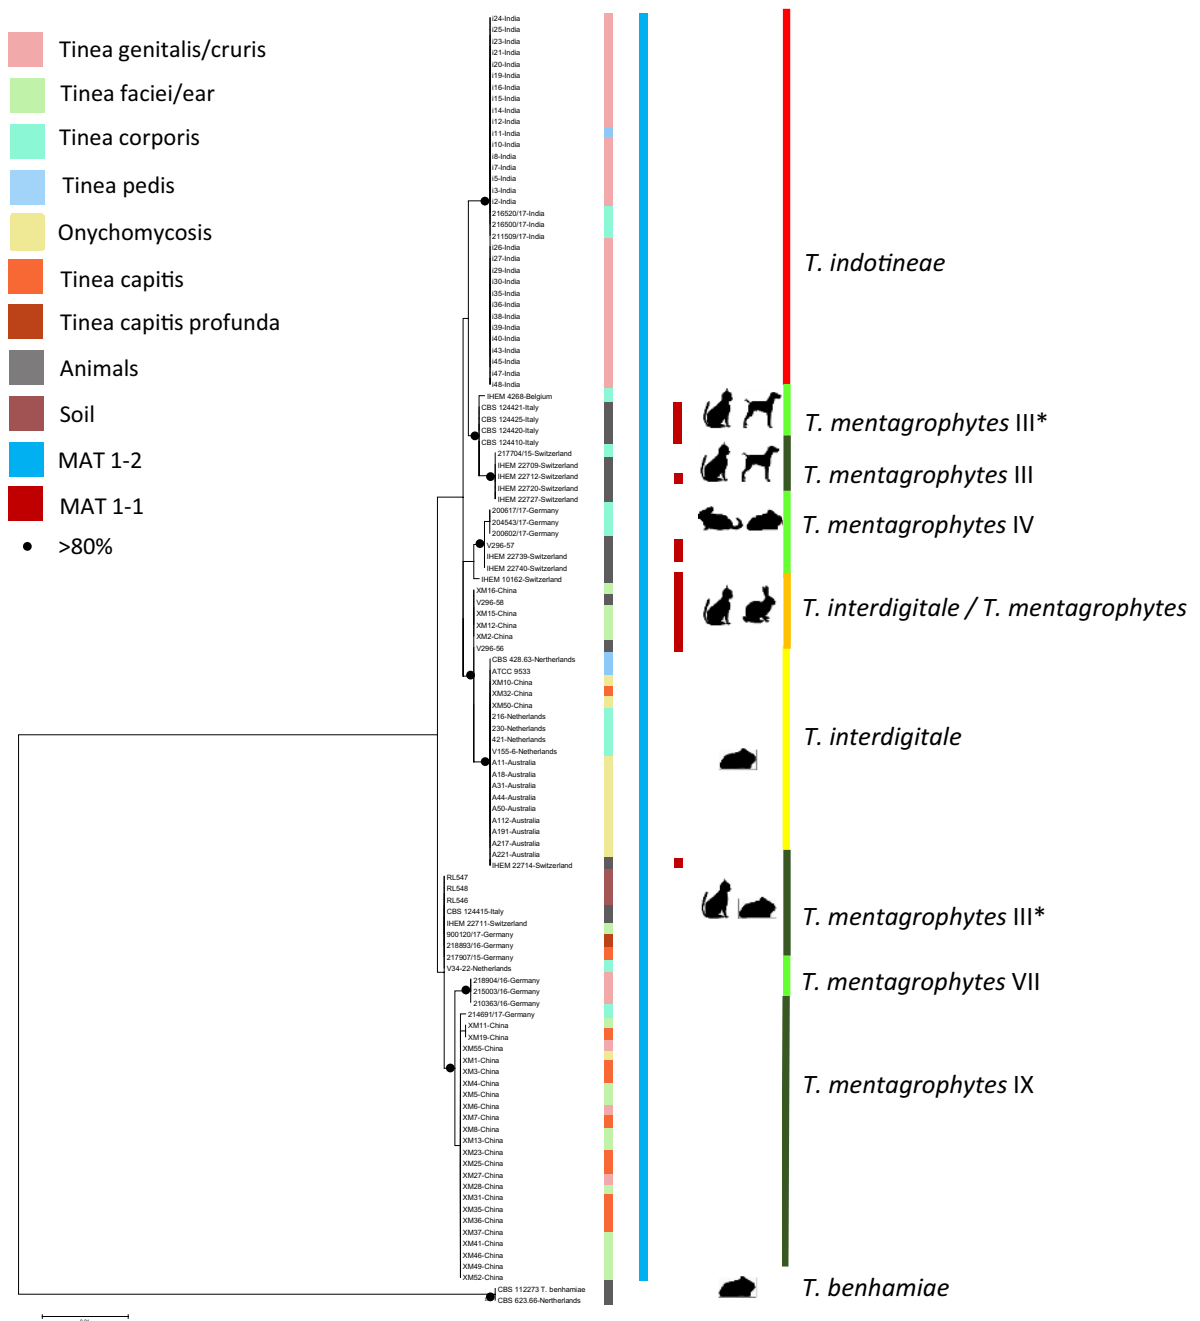 Tinea genitalis/cruris
Tinea faciei/ear
Tinea corporis
Tinea pedis
Onychomycosis
Tinea capitis
Tinea capitis profunda
Animals
Soil
MAT 1-2
MAT 1-1
>80%
i24-India
i25-India
i23-India
i21-India
i20-India
i19-India
i16-India
i15-India
i14-India
i12-India
i11-India
i10-India
i8-India
i7-India
i5-India
i3-India
i2-India
216520/17-India
216500/17-India
211509/17-India
i26-India
i27-India
i29-India
i30-India
i35-India
i36-India
i38-India
i39-India
i40-India
i43-India
i45-India
i47-India
i48-India
IHEM 4268-Belgium
CBS 124421-Italy
CBS 124425-Italy
CBS 124420-Italy
CBS 124410-Italy
217704/15-Switzerland
IHEM 22709-Switzerland
IHEM 22712-Switzerland
IHEM 22720-Switzerland
IHEM 22727-Switzerland
200617/17-Germany
204543/17-Germany
200602/17-Germany
V296-57
IHEM 22739-Switzerland
IHEM 22740-Switzerland
IHEM 10162-Switzerland
XM16-China
V296-58
XM15-China
XM12-China
XM2-China
V296-56
CBS 428.63-Nertherlands
ATCC 9533
XM10-China
XM32-China
XM50-China
216-Netherlands
230-Netherlands
421-Netherlands
V155-6-Netherlands
A11-Australia
A18-Australia
A31-Australia
A44-Australia
A50-Australia
A112-Australia
A191-Australia
A217-Australia
A221-Australia
IHEM 22714-Switzerland
RL547
RL548
RL546
CBS 124415-Italy
IHEM 22711-Switzerland
900120/17-Germany
218893/16-Germany
217907/15-Germany
V34-22-Netherlands
218904/16-Germany
215003/16-Germany
210363/16-Germany
214691/17-Germany
XM11-China
XM19-China
XM55-China
XM1-China
XM3-China
XM4-China
XM5-China
XM6-China
XM7-China
XM8-China
XM13-China
XM23-China
XM25-China
XM27-China
XM28-China
XM31-China
XM35-China
XM36-China
XM37-China
XM41-China
XM46-China
XM49-China
XM52-China
CBS 112273 T. benhamiae
CBS 623.66-Nertherlands
T. indotineae
T. mentagrophytes III*
T. mentagrophytes III
T. mentagrophytes IV
T. interdigitale / T. mentagrophytes
T. interdigitale
T. mentagrophytes III*
T. mentagrophytes VII
T. mentagrophytes IX
T. benhamiae